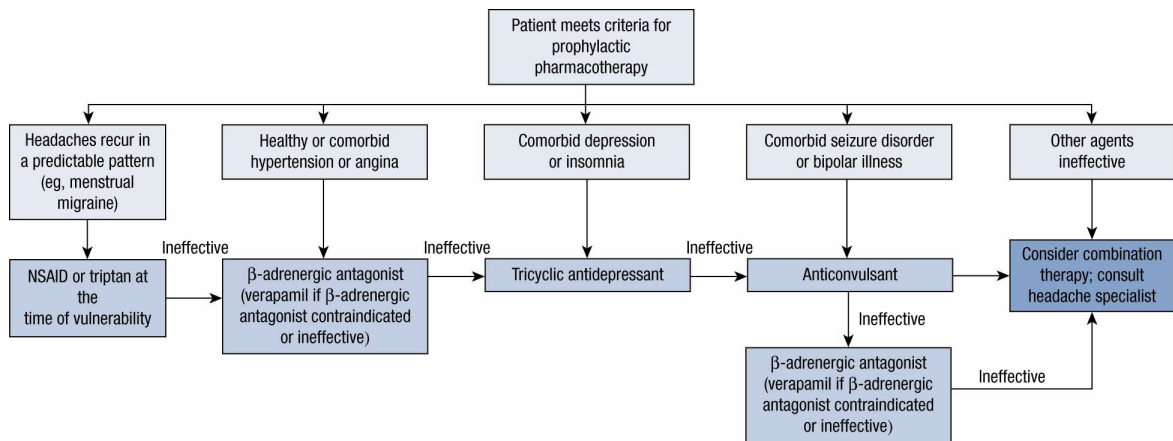 Patient meets criteria for
prophylactic
pharmacotherapy
Headaches recur in
a predictable pattern
(eg, menstrual
migraine)
Healthy or comorbid
hypertension or angina
Comorbid depression
or insomnia
Comorbid seizure disorder
or bipolar illness
Other agents
ineffective
NSAID or triptan at
the
time of vulnerability
Ineffective
β-adrenergic antagonist
(verapamil if β-adrenergic
antagonist contraindicated
or ineffective)
Ineffective
Tricyclic antidepressant
Ineffective
Anticonvulsant
Consider combination
therapy; consult
headache specialist
Ineffective
β-adrenergic antagonist
(verapamil if β-adrenergic
antagonist contraindicated
or ineffective)
Ineffective